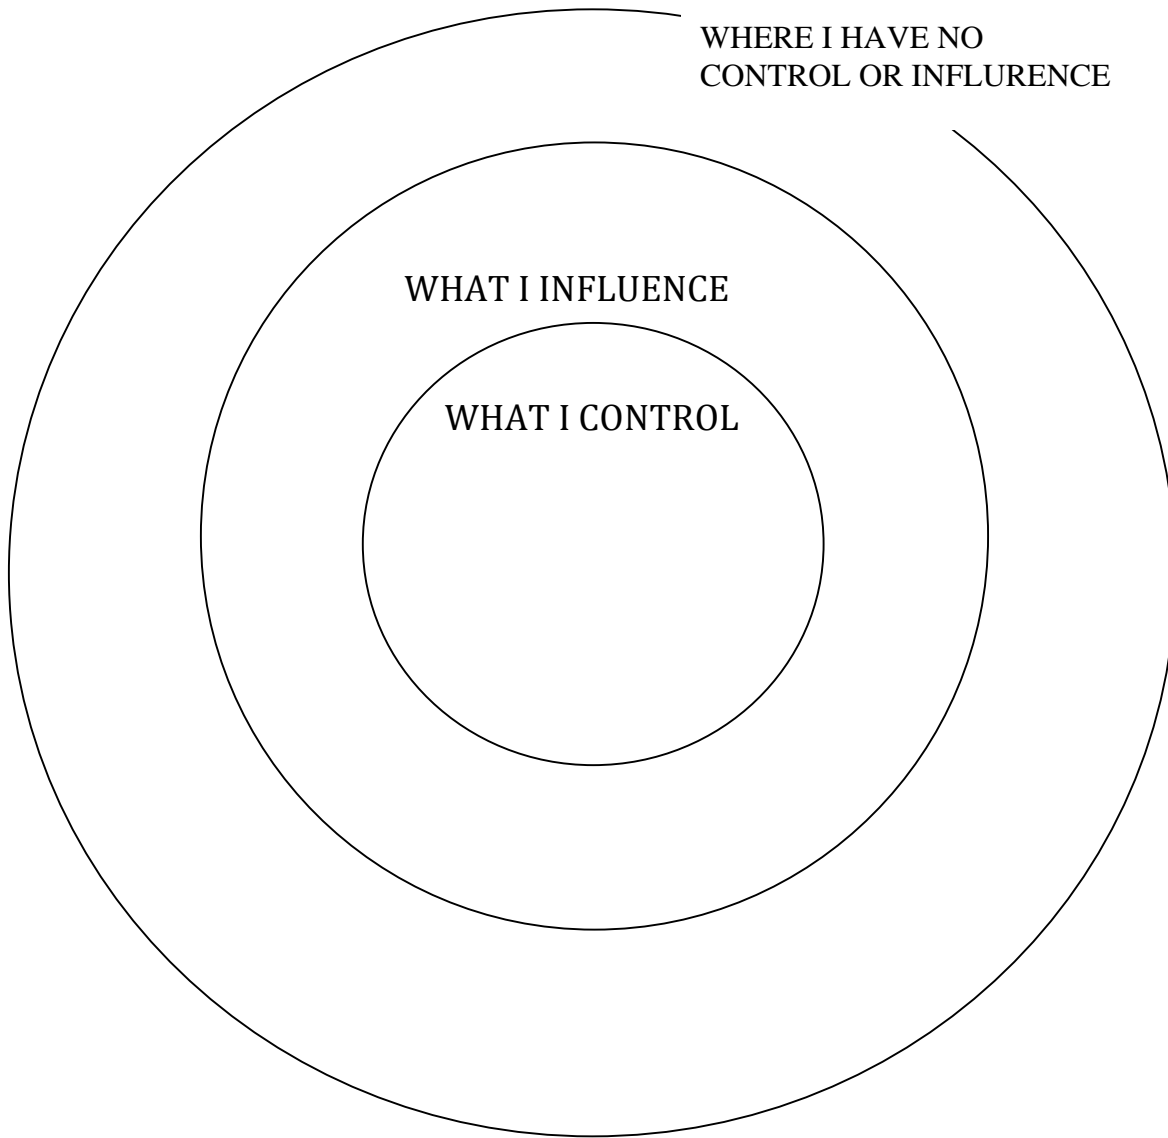 WHERE I HAVE NO
CONTROL OR INFLURENCE
WHAT I INFLUENCE
WHAT I CONTROL